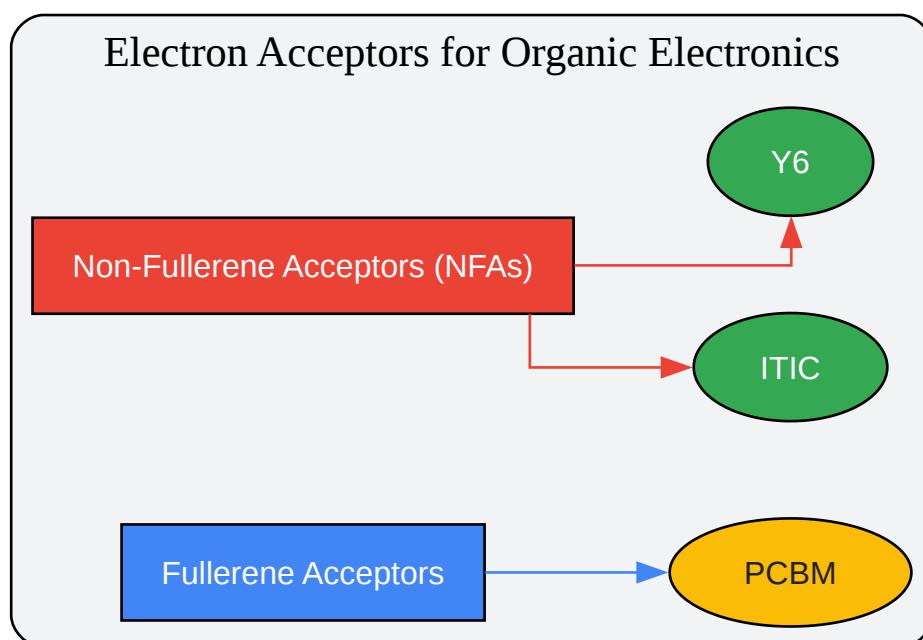 Electron Acceptors for Organic Electronics
Y6
Non-Fullerene Acceptors (NFAs)
ITIC
Fullerene Acceptors
PCBM